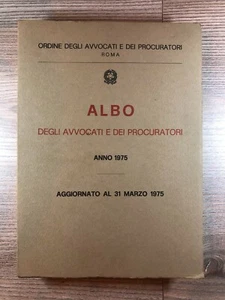 ORDINE DEGLI AVVOCATI E DEI PROCURATORI
ROMA
ALBO
DEGLI AVVOCATI E DEI PROCURATORI
ANNO 1975
AGGIORNATO AL 31 MARZO 1975